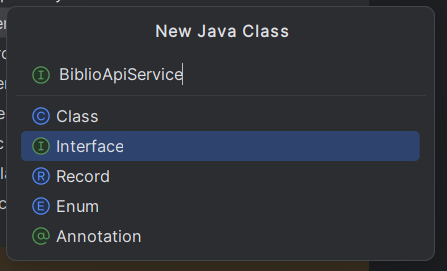 New Java Class
I BiblioApiService
C Class
I Interface
R Record
E Enum
@ Annotation